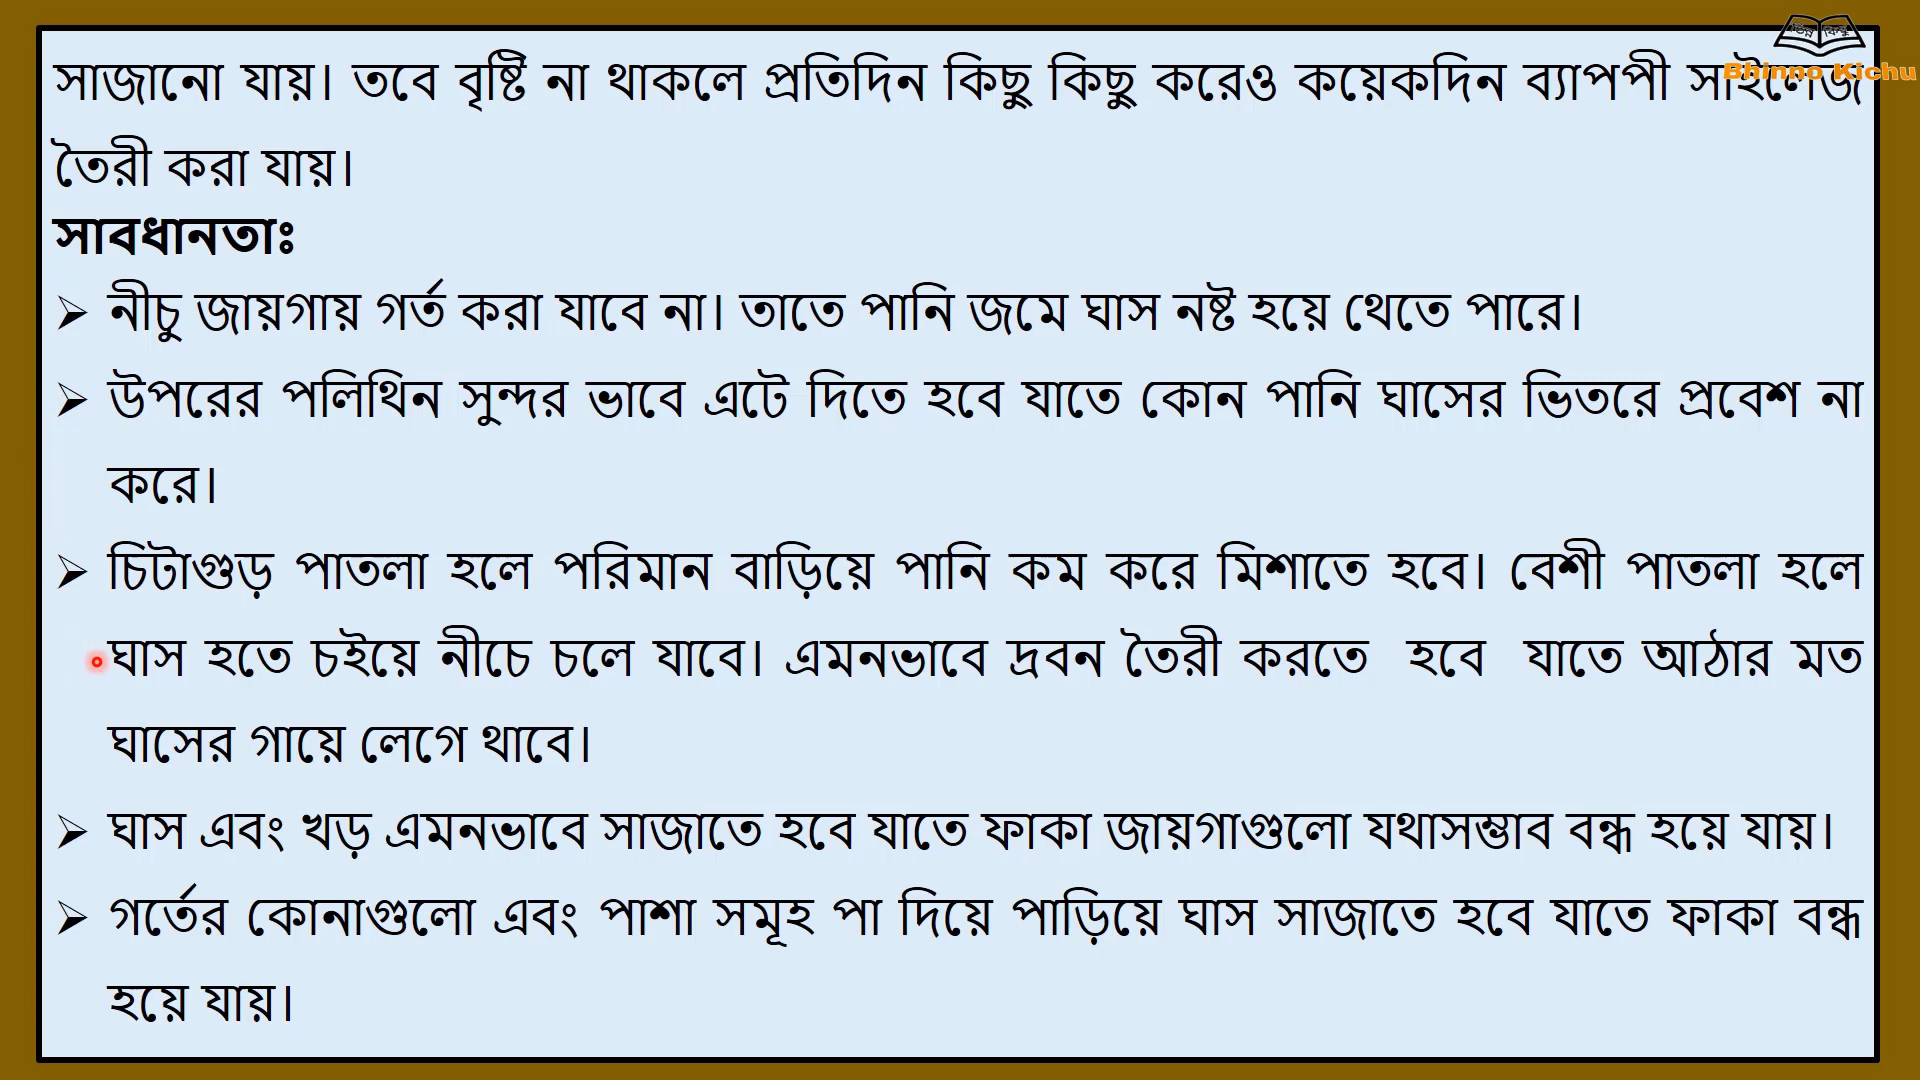 সাজানো যায়। তবে বৃষ্টি না থাকলে প্রতিদিন কিছু কিছু করেও কয়েকদিন ব্যাপপী সাইলেজ
তৈরী করা যায়।
সাবধানতাঃ
➢ নীচু জায়গায় গর্ত করা যাবে না। তাতে পানি জমে ঘাস নষ্ট হয়ে থেতে পারে।
➢ উপরের পলিথিন সুন্দর ভাবে এটে দিতে হবে যাতে কোন পানি ঘাসের ভিতরে প্রবেশ না
করে।
➢ চিটাগুড় পাতলা হলে পরিমান বাড়িয়ে পানি কম করে মিশাতে হবে। বেশী পাতলা হলে
ঘাস হতে চইয়ে নীচে চলে যাবে। এমনভাবে দ্রবন তৈরী করতে হবে যাতে আঠার মত
ঘাসের গায়ে লেগে থাবে।
➢ ঘাস এবং খড় এমনভাবে সাজাতে হবে যাতে ফাকা জায়গাগুলো যথাসম্ভাব বন্ধ হয়ে যায়।
➢ গর্তের কোনাগুলো এবং পাশা সমূহ পা দিয়ে পাড়িয়ে ঘাস সাজাতে হবে যাতে ফাকা বন্ধ
হয়ে যায়।
ভিন্ন কিছু
Bhinno Kichu